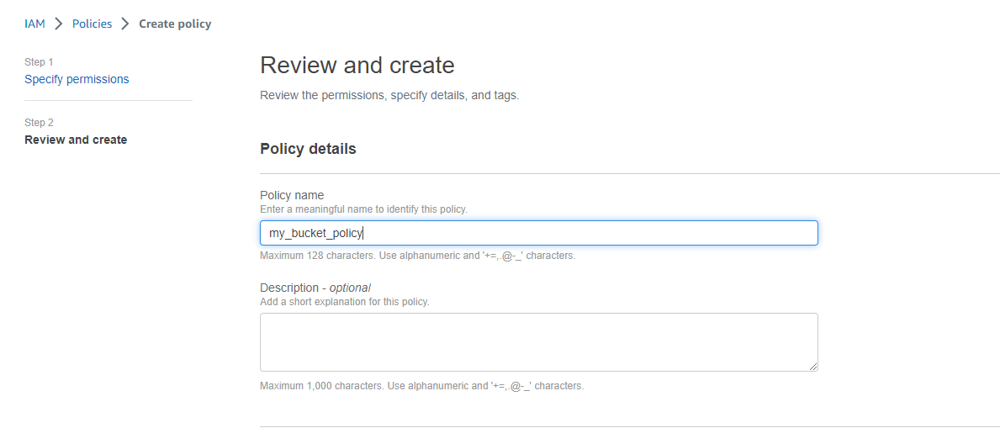 IAM > Policies > Create policy
Step 1
Specify permissions
Step 2
Review and create
Review and create
Review the permissions, specify details, and tags.
Policy details
Policy name
Enter a meaningful name to identify this policy.
my_bucket_policy
Maximum 128 characters. Use alphanumeric and '+=,.@-_' characters.
Description - optional
Add a short explanation for this policy.
Maximum 1,000 characters. Use alphanumeric and '+=,.@-_' characters.